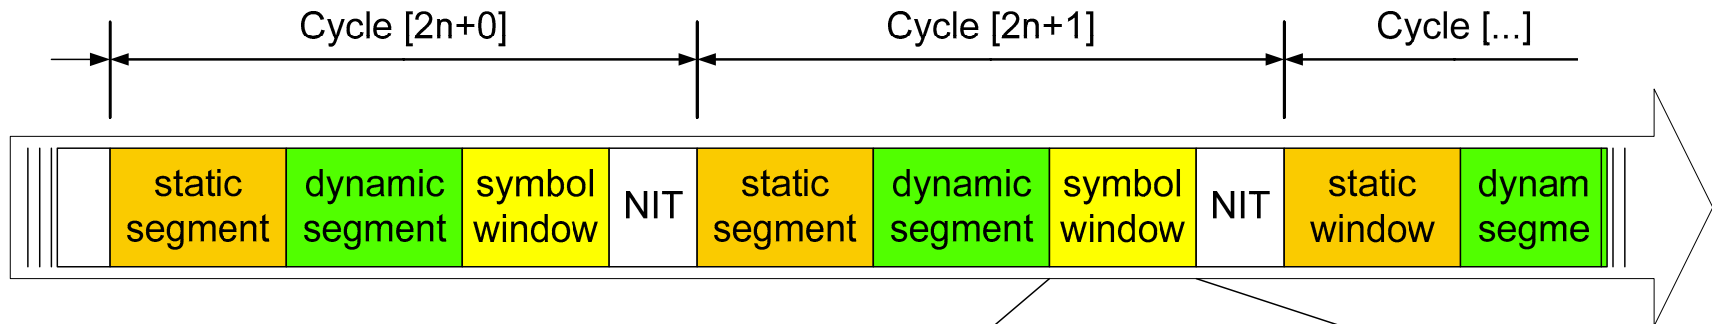 Cycle [2n+0] Cycle [2n+1] Cycle [...]
static dynamic symbol NIT static dynamic symbol NIT static dynam
segment segment window segment segment window window segme